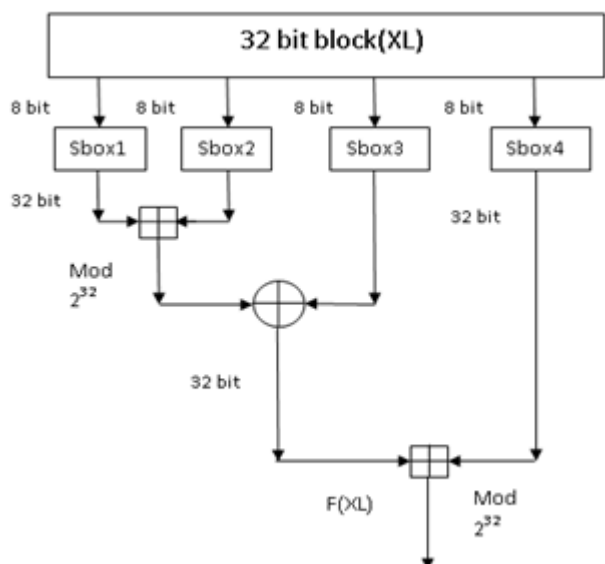 32 bit block(XL)
8 bit 8 bit 8 bit 8 bit
Sbox1 Sbox2 Sbox3 Sbox4
32 bit 32 bit
Mod
2³²
32 bit
F(XL) Mod
2³²